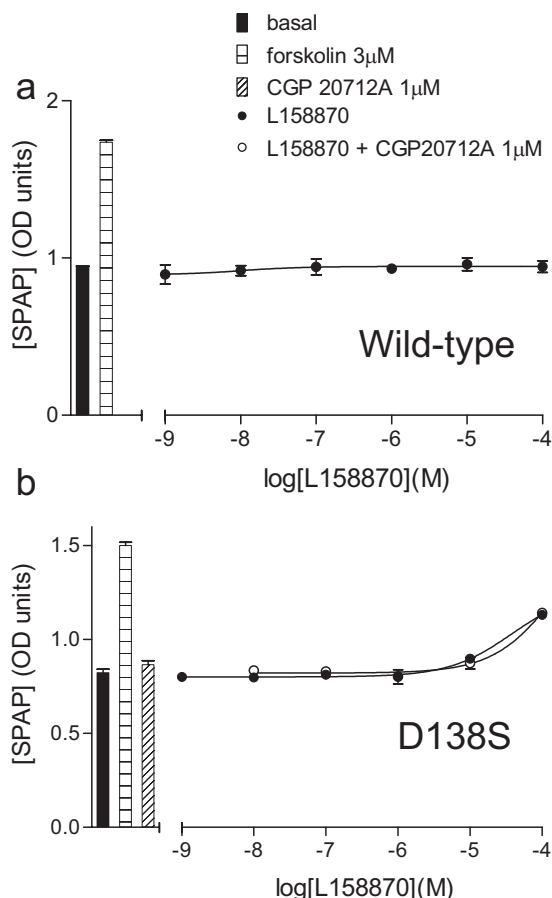 basal
forskolin 3μM
CGP 20712A 1μM
L158870
L158870 + CGP20712A 1μM
a
2
1
0
[SPAP] (OD units)
Wild-type
-9 -8 -7 -6 -5 -4
log[L158870](M)
b
1.5
1.0
0.5
0.0
[SPAP] (OD units)
D138S
-9 -8 -7 -6 -5 -4
log[L158870](M)